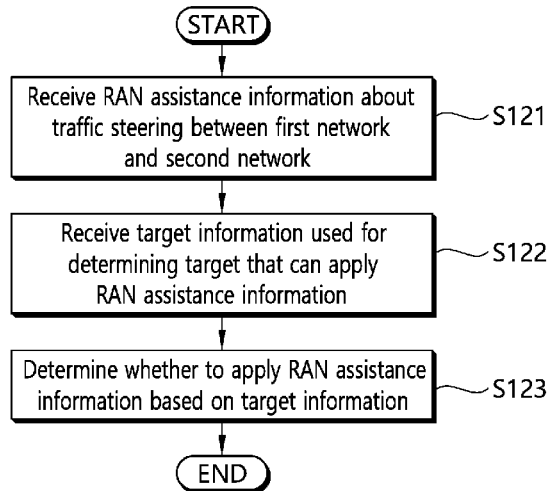 START
Receive RAN assistance information about
traffic steering between first network
and second network
S121
Receive target information used for
determining target that can apply
RAN assistance information
S122
Determine whether to apply RAN assistance
information based on target information
S123
END